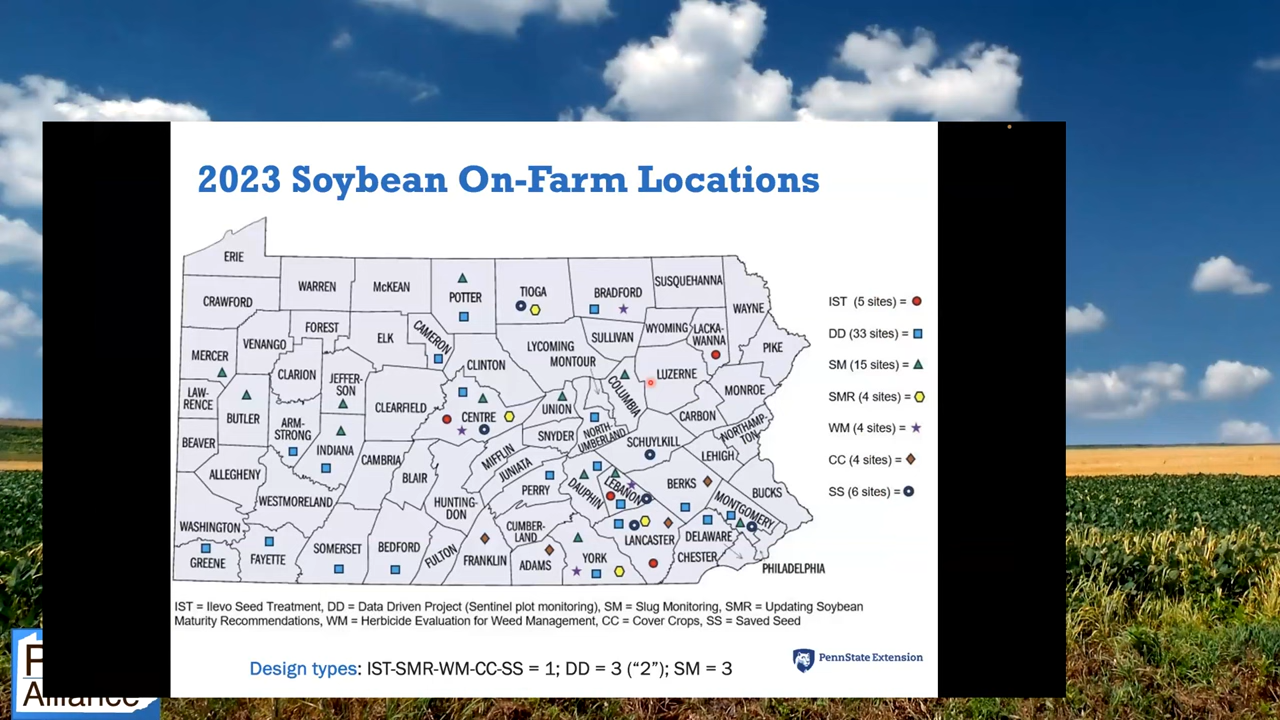 2023 Soybean On-Farm Locations
ERIE
CRAWFORD
WARREN
McKEAN
POTTER
TIOGA
BRADFORD
SUSQUEHANNA
WAYNE
FOREST
ELK
CAMERON
VENANGO
MERCER
CLARION
JEFFER-
SON
CLINTON
LYCOMING
MONTOUR
SULLIVAN
WYOMING
LACKA-
WANNA
PIKE
LUZERNE
COLUMBIA
MONROE
LAW-
RENCE
BUTLER
ARM-
STRONG
CLEARFIELD
CENTRE
UNION
SNYDER
NORTH-
UMBERLAND
CARBON
NORTHAMP-
TON
LEHIGH
SCHUYLKILL
BEAVER
ALLEGHENY
INDIANA
CAMBRIA
BLAIR
MIFFLIN
JUNIATA
PERRY
DAUPHIN
LEBANON
BERKS
MONTGOMERY
BUCKS
WESTMORELAND
HUNTING-
DON
CUMBER-
LAND
LANCASTER
DELAWARE
CHESTER
PHILADELPHIA
WASHINGTON
GREENE
FAYETTE
SOMERSET
BEDFORD
FULTON
FRANKLIN
ADAMS
YORK
IST (5 sites) =
DD (33 sites) =
SM (15 sites) =
SMR (4 sites) =
WM (4 sites) =
CC (4 sites) =
SS (6 sites) =
IST = Ilevo Seed Treatment, DD = Data Driven Project (Sentinel plot monitoring), SM = Slug Monitoring, SMR = Updating Soybean
Maturity Recommendations, WM = Herbicide Evaluation for Weed Management, CC = Cover Crops, SS = Saved Seed
Design types: IST-SMR-WM-CC-SS = 1; DD = 3 ("2"); SM = 3
PennState Extension
Alliance